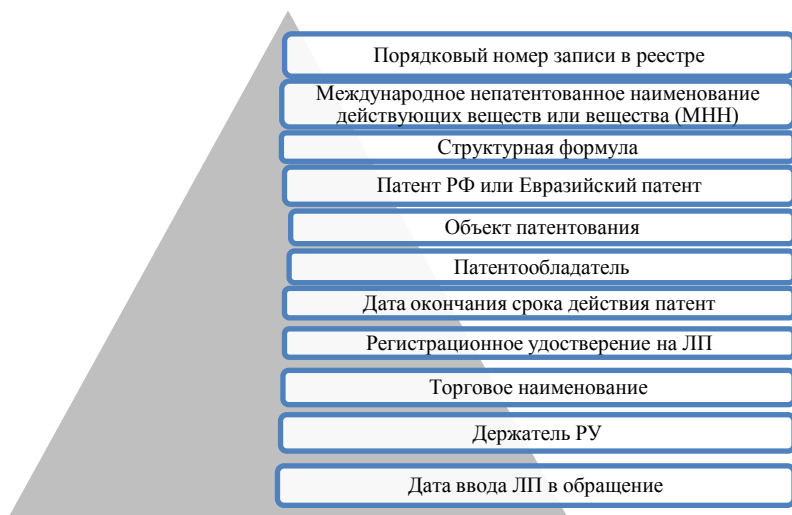 Порядковый номер записи в реестре
Международное непатентованное наименование
действующих веществ или вещества (МНН)
Структурная формула
Патент РФ или Евразийский патент
Объект патентования
Патентообладатель
Дата окончания срока действия патент
Регистрационное удостверение на ЛП
Торговое наименование
Держатель РУ
Дата ввода ЛП в обращение